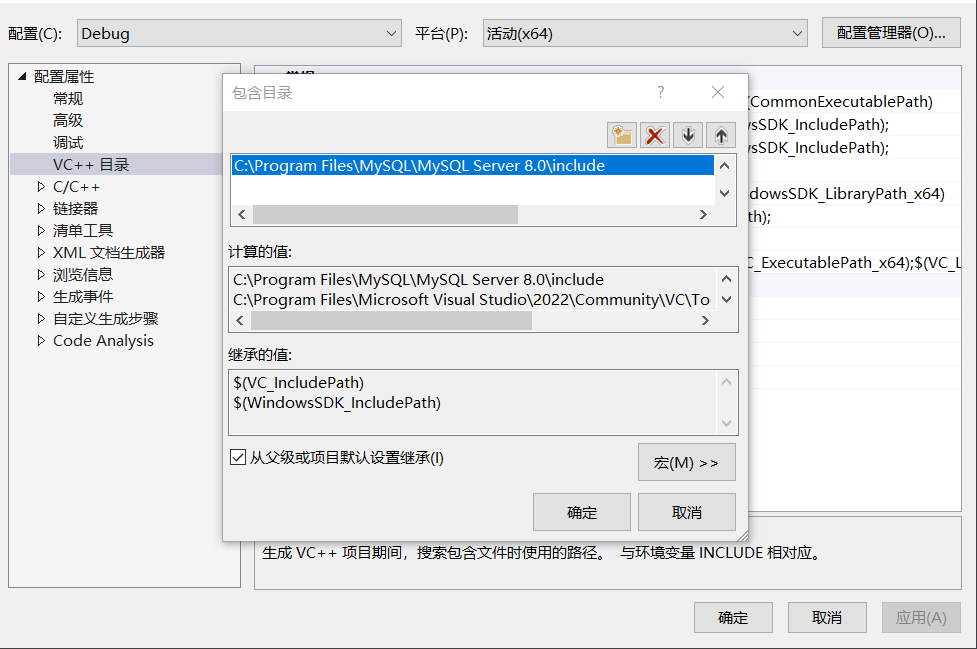 配置(C):
Debug
平台(P):
活动(x64)
配置管理器(O)...
配置属性
常规
高级
调试
VC++ 目录
C/C++
链接器
清单工具
XML 文档生成器
浏览信息
生成事件
自定义生成步骤
Code Analysis
(CommonExecutablePath)
sSDK_IncludePath);
sSDK_IncludePath);
dowsSDK_LibraryPath_x64)
th);
C_ExecutablePath_x64);$(VC_L
包含目录
?
C:\Program Files\MySQL\MySQL Server 8.0\include
计算的值:
C:\Program Files\MySQL\MySQL Server 8.0\include
C:\Program Files\Microsoft Visual Studio\2022\Community\VC\To
继承的值:
$(VC_IncludePath)
$(WindowsSDK_IncludePath)
从父级或项目默认设置继承(I)
宏(M) >>
确定
取消
生成 VC++ 项目期间，搜索包含文件时使用的路径。 与环境变量 INCLUDE 相对应。
确定
取消
应用(A)